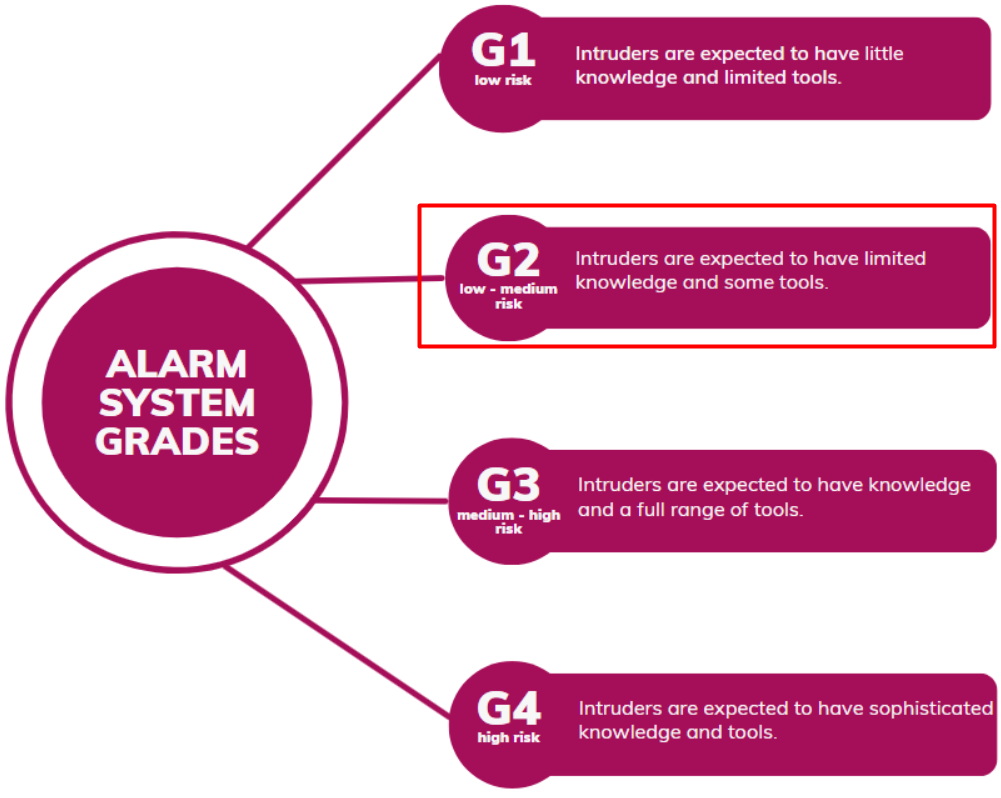 ALARM
SYSTEM
GRADES
G1
low risk
Intruders are expected to have little
knowledge and limited tools.
G2
low - medium
risk
Intruders are expected to have limited
knowledge and some tools.
G3
medium - high
risk
Intruders are expected to have knowledge
and a full range of tools.
G4
high risk
Intruders are expected to have sophisticated
knowledge and tools.